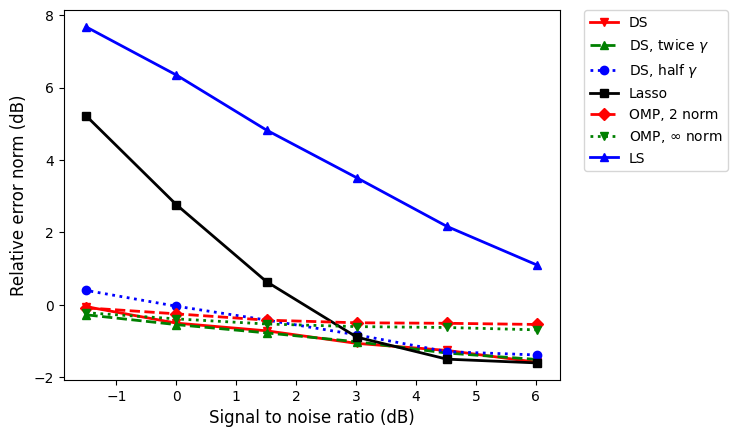 8
6
4
2
0
−2
Relative error norm (dB)
−1
0
1
2
3
4
5
6
Signal to noise ratio (dB)
DS
DS, twice γ
DS, half γ
Lasso
OMP, 2 norm
OMP, ∞ norm
LS